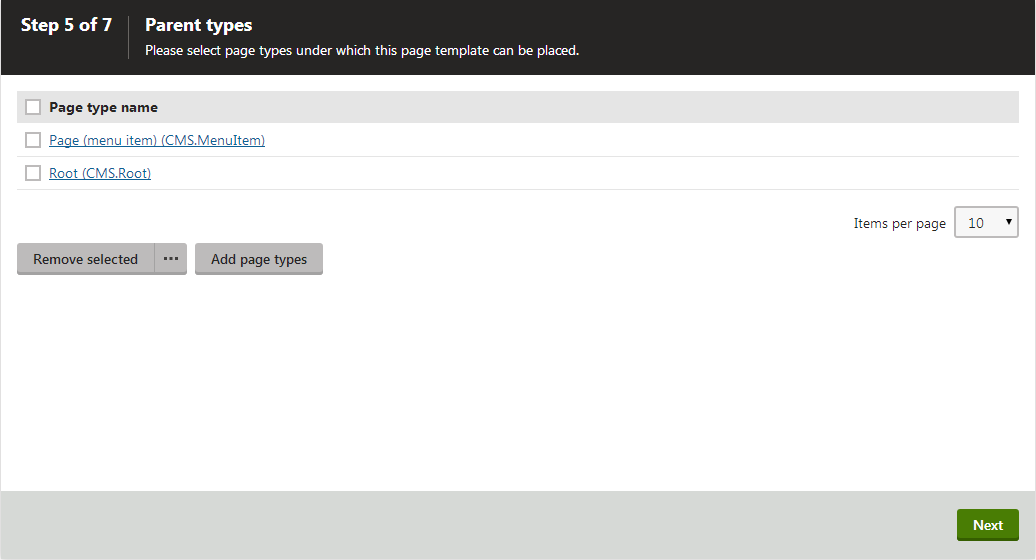 Step 5 of 7
Parent types
Please select page types under which this page template can be placed.
Page type name
Page (menu item) (CMS.MenuItem)
Root (CMS.Root)
Items per page 10
Remove selected ... Add page types
Next